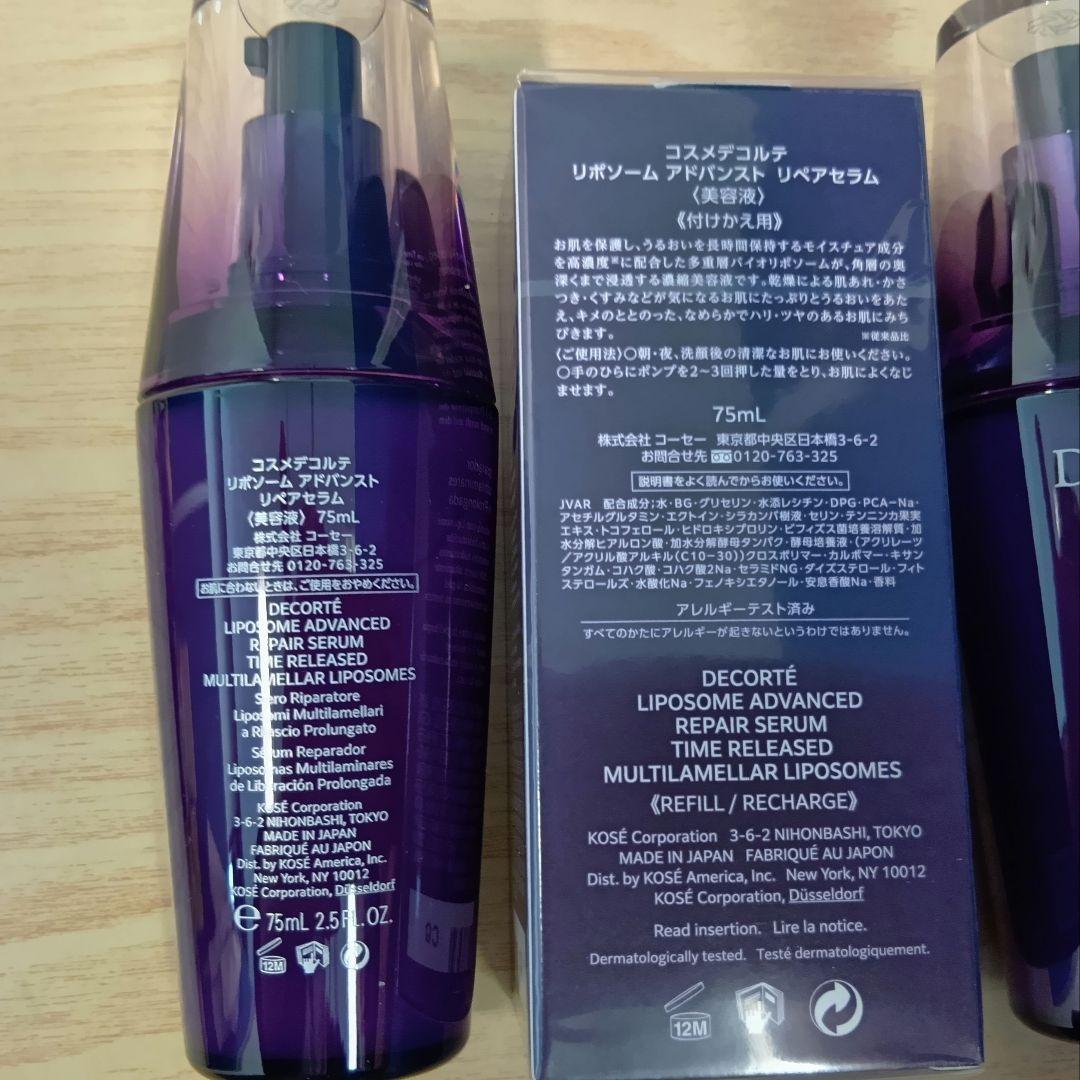 コスメデコルテ
リポソーム アドバンスト
リペアセラム
〈美容液〉 75mL
株式会社 コーセー
東京都中央区日本橋3-6-2
お問合せ先 0120-763-325
お肌に合わないときは、ご使用をおやめください。
DECORTÉ
LIPOSOME ADVANCED
REPAIR SERUM
TIME RELEASED
MULTILAMELLAR LIPOSOMES
Siero Riparatore
Liposomi Multilamellari
a Rilascio Prolungato
Sérum Reparador
Liposomas Multilaminares
de Liberación Prolongada
KOSÉ Corporation
3-6-2 NIHONBASHI, TOKYO
MADE IN JAPAN
FABRIQUÉ AU JAPON
Dist. by KOSÉ America, Inc.
New York, NY 10012
KOSÉ Corporation, Düsseldorf
e 75mL 2.5 FL.OZ.
12M
コスメデコルテ
リポソーム アドバンスト リペアセラム
〈美容液〉
《付けかえ用》
お肌を保護し、うるおいを長時間保持するモイスチュア成分
を高濃度※に配合した多重層バイオリポソームが、角層の奥
深くまで浸透する濃縮美容液です。乾燥による肌あれ・かさ
つき・くすみなどが気になるお肌にたっぷりとうるおいをあた
え、キメのととのった、なめらかでハリ・ツヤのあるお肌にみち
びきます。 ※従来品比
〈ご使用法〉○朝・夜、洗顔後の清潔なお肌にお使いください。
○手のひらにポンプを2～3回押した量をとり、お肌によくなじ
ませます。
75mL
株式会社 コーセー 東京都中央区日本橋3-6-2
お問合せ先 0120-763-325
説明書をよく読んでからお使いください。
JVAR 配合成分；水・BG・グリセリン・水添レシチン・DPG・PCA-Na・
アセチルグルタミン・エクトイン・シラカンバ樹液・セリン・テンニンカ果実
エキス・トコフェロール・ヒドロキシプロリン・ビフィズス菌培養溶解質・加
水分解ヒアルロン酸・加水分解酵母タンパク・酵母培養液・（アクリレーツ
／アクリル酸アルキル（C10-30））クロスポリマー・カルボマー・キサン
タンガム・コハク酸・コハク酸2Na・セラミドNG・ダイズステロール・フィト
ステロールズ・水酸化Na・フェノキシエタノール・安息香酸Na・香料
アレルギーテスト済み
すべてのかたにアレルギーが起きないというわけではありません。
DECORTÉ
LIPOSOME ADVANCED
REPAIR SERUM
TIME RELEASED
MULTILAMELLAR LIPOSOMES
《REFILL / RECHARGE》
KOSÉ Corporation 3-6-2 NIHONBASHI, TOKYO
MADE IN JAPAN FABRIQUÉ AU JAPON
Dist. by KOSÉ America, Inc. New York, NY 10012
KOSÉ Corporation, Düsseldorf
Read insertion. Lire la notice.
Dermatologically tested. Testé dermatologiquement.
12M